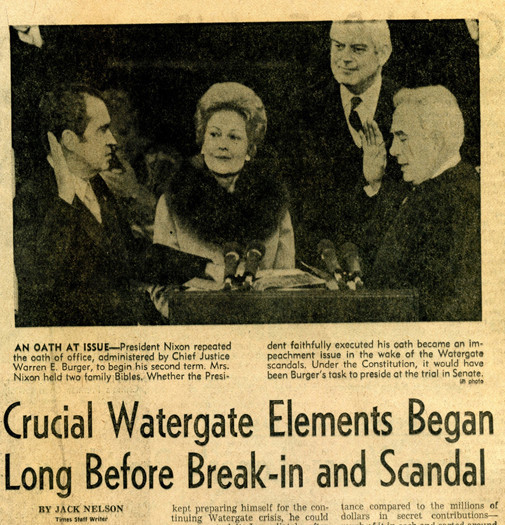 AN OATH AT ISSUE—President Nixon repeated
the oath of office, administered by Chief Justice
Warren E. Burger, to begin his second term. Mrs.
Nixon held two family Bibles. Whether the Presi-
dent faithfully executed his oath became an im-
peachment issue in the wake of the Watergate
scandals. Under the Constitution, it would have
been Burger's task to preside at the trial in Senate.
photo
Crucial Watergate Elements Began
Long Before Break-in and Scandal
BY JACK NELSON
Times Staff Writer
kept preparing himself for the con-
tinuing Watergate crisis, he could
tance compared to the millions of
dollars in secret contributions—